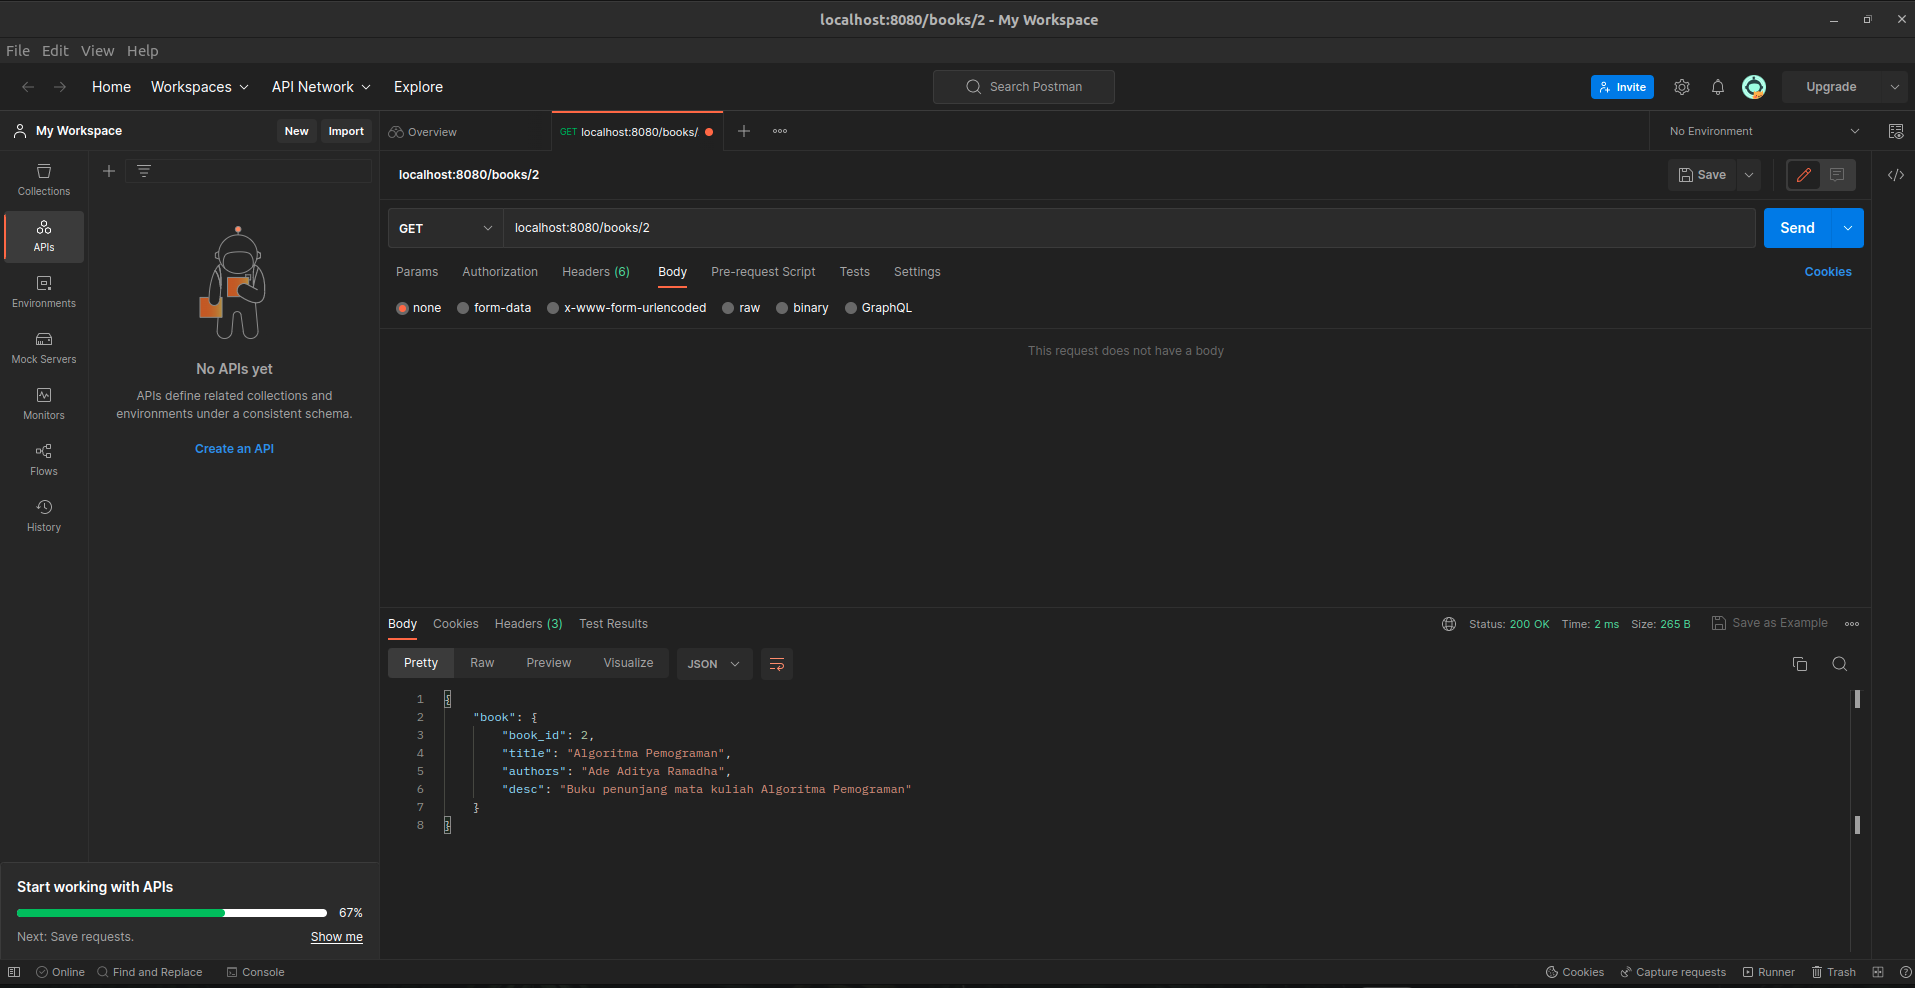 localhost:8080/books/2 - My Workspace
File Edit View Help
Home Workspaces API Network Explore Search Postman Invite Upgrade
My Workspace New Import Overview GET localhost:8080/books/ No Environment
Collections
localhost:8080/books/2 Save
APIs
GET localhost:8080/books/2 Send
Params Authorization Headers (6) Body Pre-request Script Tests Settings Cookies
Environments
none form-data x-www-form-urlencoded raw binary GraphQL
Mock Servers
This request does not have a body
No APIs yet
APIs define related collections and
environments under a consistent schema.
Monitors
Create an API
Flows
History
Body Cookies Headers (3) Test Results Status: 200 OK Time: 2 ms Size: 265 B Save as Example
Pretty Raw Preview Visualize JSON
1 {
2 "book": {
3 "book_id": 2,
4 "title": "Algoritma Pemograman",
5 "authors": "Ade Aditya Ramadha",
6 "desc": "Buku penunjang mata kuliah Algoritma Pemograman"
7 }
8 }
Start working with APIs
67%
Next: Save requests. Show me
Online Find and Replace Console Cookies Capture requests Runner Trash